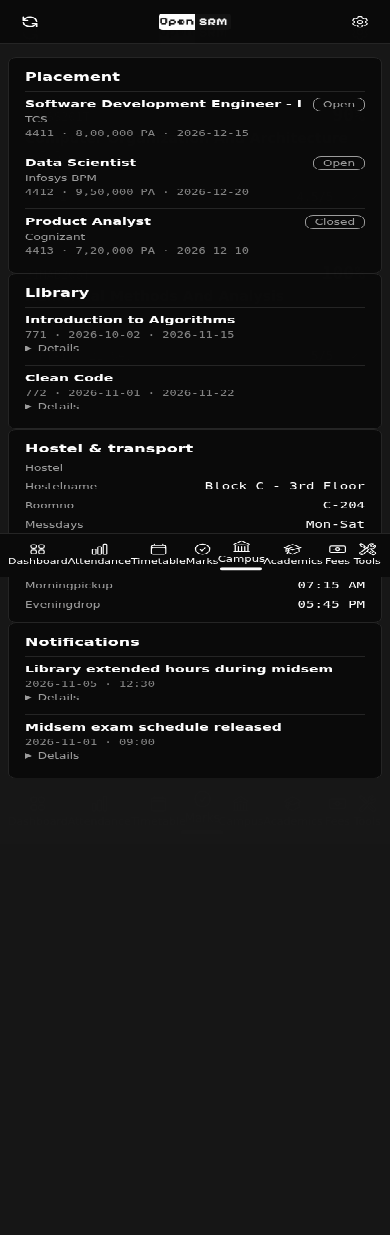 Open SRM
Placement
Software Development Engineer - I Open
TCS
4411 · 8,00,000 PA · 2026-12-15
Data Scientist Open
Infosys BPM
4412 · 9,50,000 PA · 2026-12-20
Product Analyst Closed
Cognizant
4413 · 7,20,000 PA · 2026-12-10
Library
Introduction to Algorithms
771 · 2026-10-02 · 2026-11-15
▶ Details
Clean Code
772 · 2026-11-01 · 2026-11-22
▶ Details
Hostel & transport
Hostel
Hostelname Block C - 3rd Floor
Roomno C-204
Messdays Mon-Sat
Dashboard Attendance Timetable Marks Campus Academics Fees Tools
Morningpickup 07:15 AM
Eveningdrop 05:45 PM
Notifications
Library extended hours during midsem
2026-11-05 · 12:30
▶ Details
Midsem exam schedule released
2026-11-01 · 09:00
▶ Details